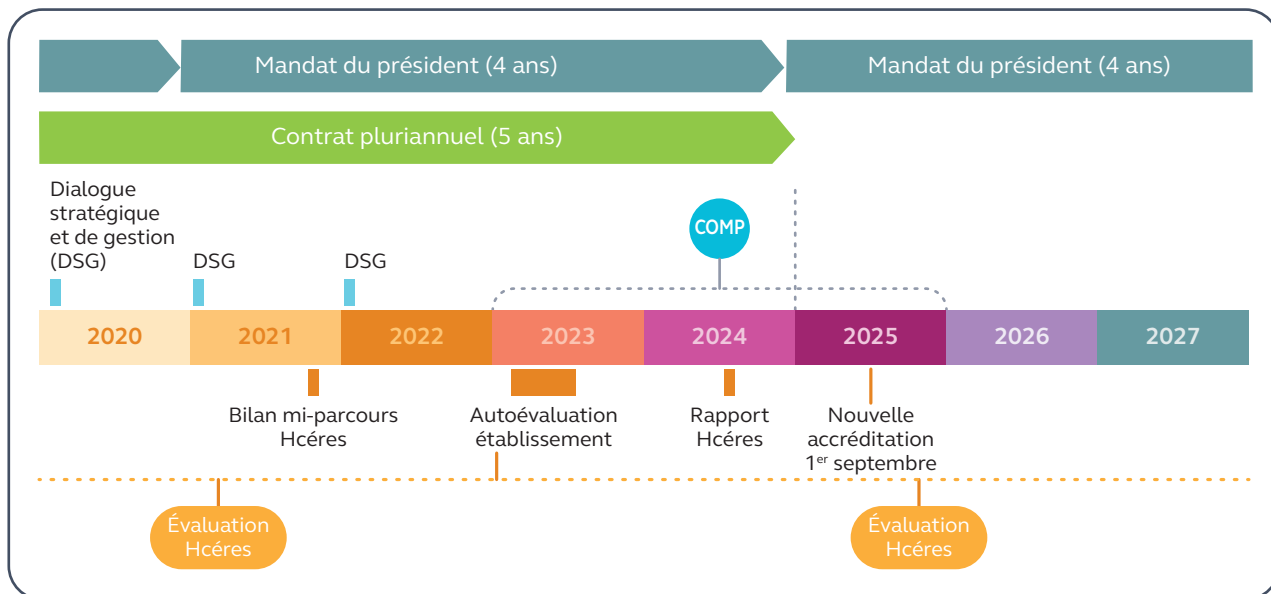 Mandat du président (4 ans)
Mandat du président (4 ans)
Contrat pluriannuel (5 ans)
Dialogue
stratégique
et de gestion
(DSG)
DSG
DSG
COMP
2020
2021
2022
2023
2024
2025
2026
2027
Bilan mi-parcours
Hcéres
Autoévaluation
établissement
Rapport
Hcéres
Nouvelle
accréditation
1er septembre
Évaluation
Hcéres
Évaluation
Hcéres